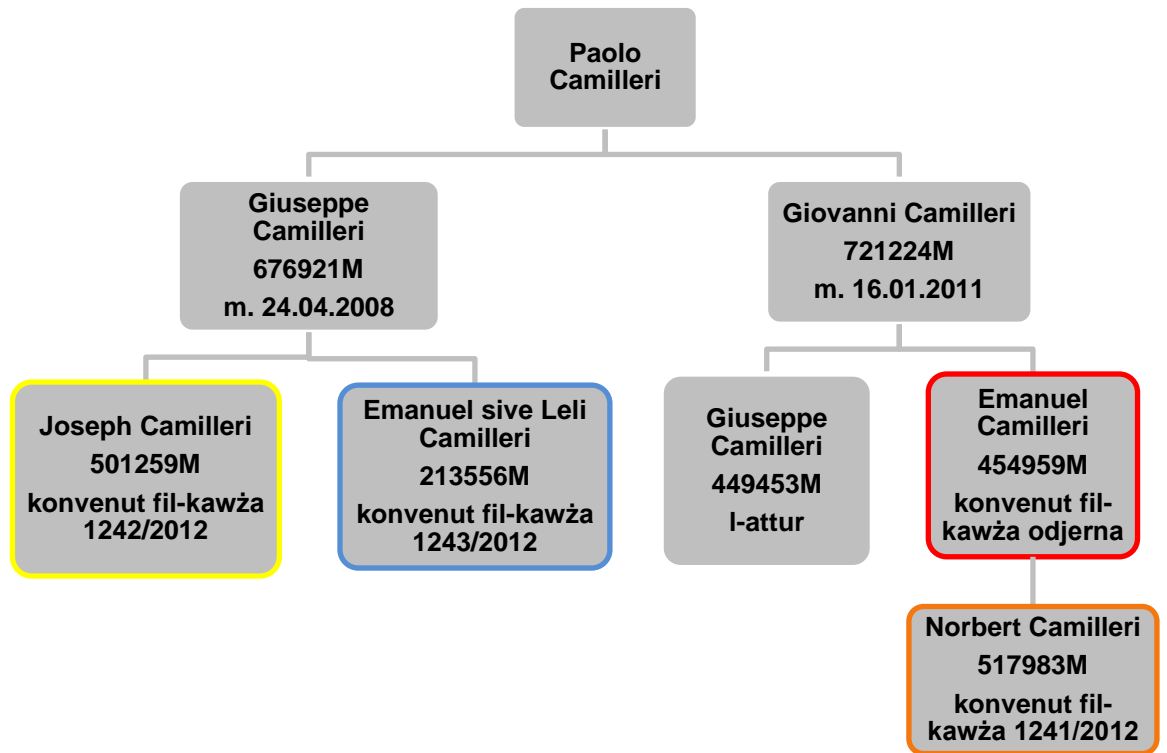 Paolo
Camilleri
Giuseppe
Camilleri
676921M
m. 24.04.2008
Giovanni Camilleri
721224M
m. 16.01.2011
Joseph Camilleri
501259M
konvenut fil-kawża
1242/2012
Emanuel sive Leli
Camilleri
213556M
konvenut fil-kawża
1243/2012
Giuseppe
Camilleri
449453M
l-attur
Emanuel
Camilleri
454959M
konvenut fil-
kawża odjerna
Norbert Camilleri
517983M
konvenut fil-
kawża 1241/2012